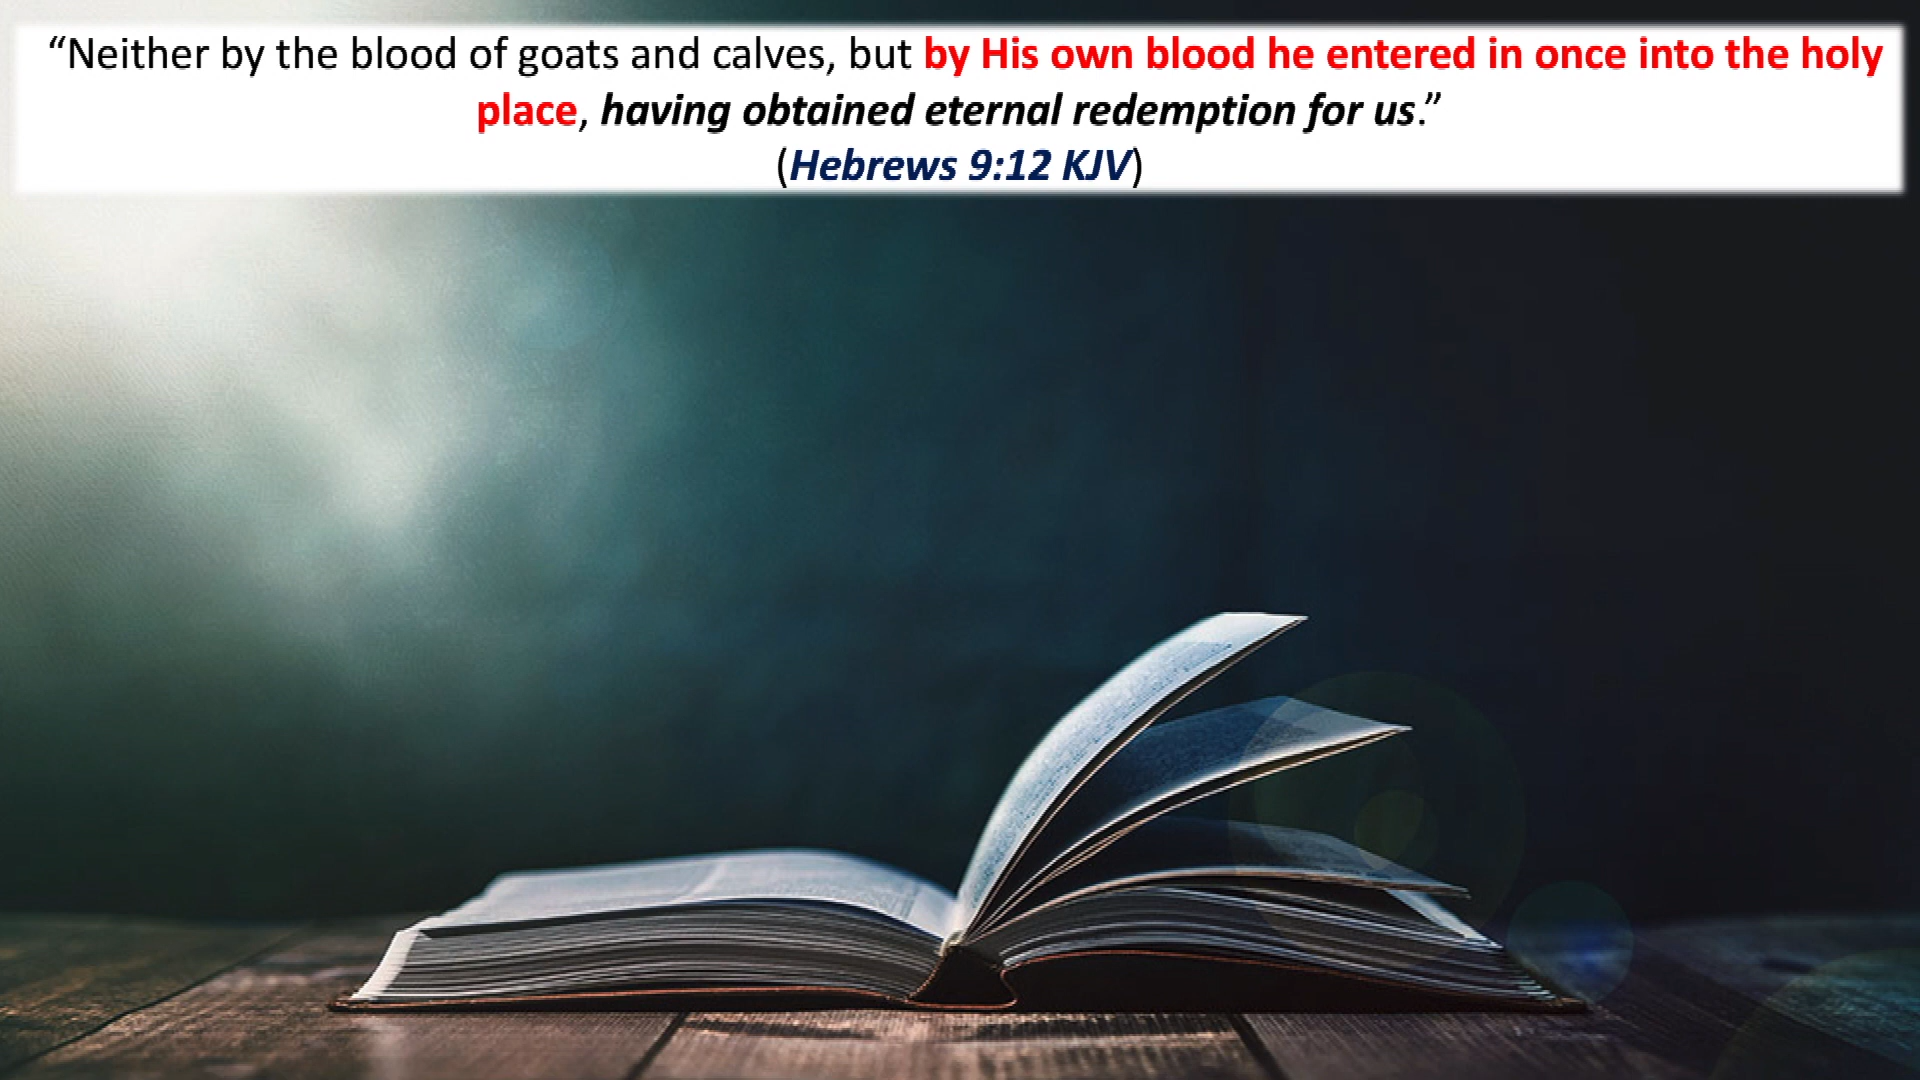 “Neither by the blood of goats and calves, but by His own blood he entered in once into the holy
place, having obtained eternal redemption for us.”
(Hebrews 9:12 KJV)